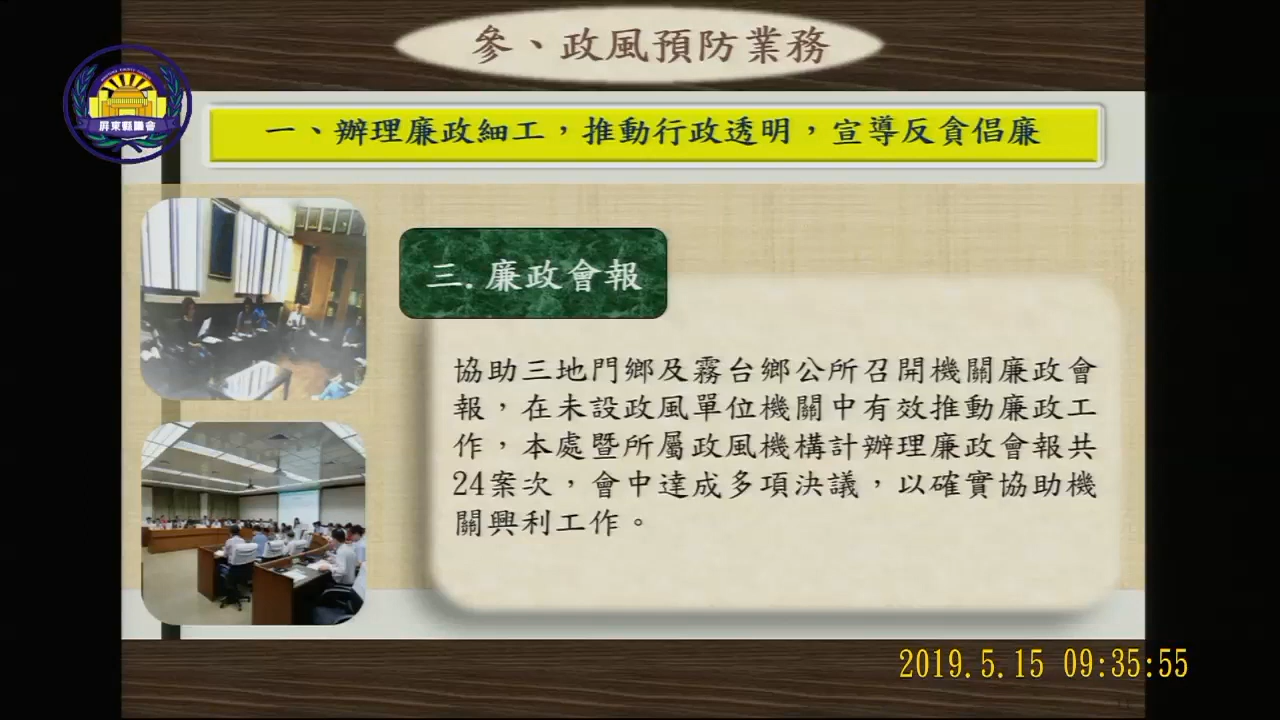 參、政風預防業務
屏東縣議會
一、辦理廉政細工，推動行政透明，宣導反貪倡廉
三.廉政會報
協助三地門鄉及霧台鄉公所召開機關廉政會
報，在未設政風單位機關中有效推動廉政工
作，本處暨所屬政風機構計辦理廉政會報共
24案次，會中達成多項決議，以確實協助機
關興利工作。
2019.5.15 09:35:55